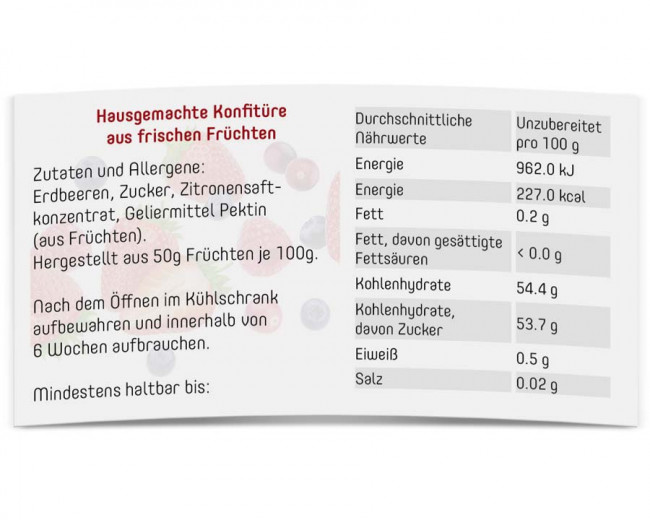 Hausgemachte Konfitüre
aus frischen Früchten
Zutaten und Allergene:
Erdbeeren, Zucker, Zitronensaft-
konzentrat, Geliermittel Pektin
(aus Früchten).
Hergestellt aus 50g Früchten je 100g.
Nach dem Öffnen im Kühlschrank
aufbewahren und innerhalb von
6 Wochen aufbrauchen.
Mindestens haltbar bis:
Durchschnittliche
Nährwerte
Unzubereitet
pro 100 g
Energie 962.0 kJ
Energie 227.0 kcal
Fett 0.2 g
Fett, davon gesättigte
Fettsäuren
< 0.0 g
Kohlenhydrate 54.4 g
Kohlenhydrate,
davon Zucker
53.7 g
Eiweiß 0.5 g
Salz 0.02 g